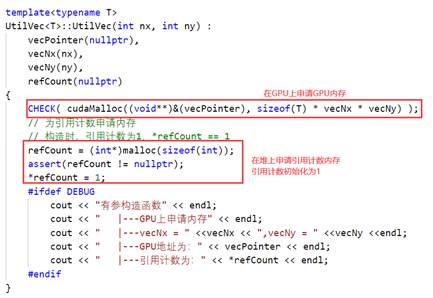 template<typename T>
UtilVec<T>::UtilVec(int nx, int ny) :
    vecPointer(nullptr),
    vecNx(nx),
    vecNy(ny),
    refCount(nullptr)
在GPU上申请GPU内存
{
    CHECK( cudaMalloc((void**)&(vecPointer), sizeof(T) * vecNx * vecNy) );
    // 为引用计数申请内存
    // 构造时，引用计数为1，*refCount == 1
    refCount = (int*)malloc(sizeof(int));
    assert(refCount != nullptr);
    *refCount = 1;
在堆上申请引用计数内存
引用计数初始化为1
    #ifdef DEBUG
        cout << "有参构造函数" << endl;
        cout << "   |---GPU上申请内存" << endl;
        cout << "   |---vecNx = " <<vecNx << ",vecNy = " <<vecNy <<endl;
        cout << "   |---GPU地址为：" << vecPointer << endl;
        cout << "   |---引用计数为：" << *refCount << endl;
    #endif
}